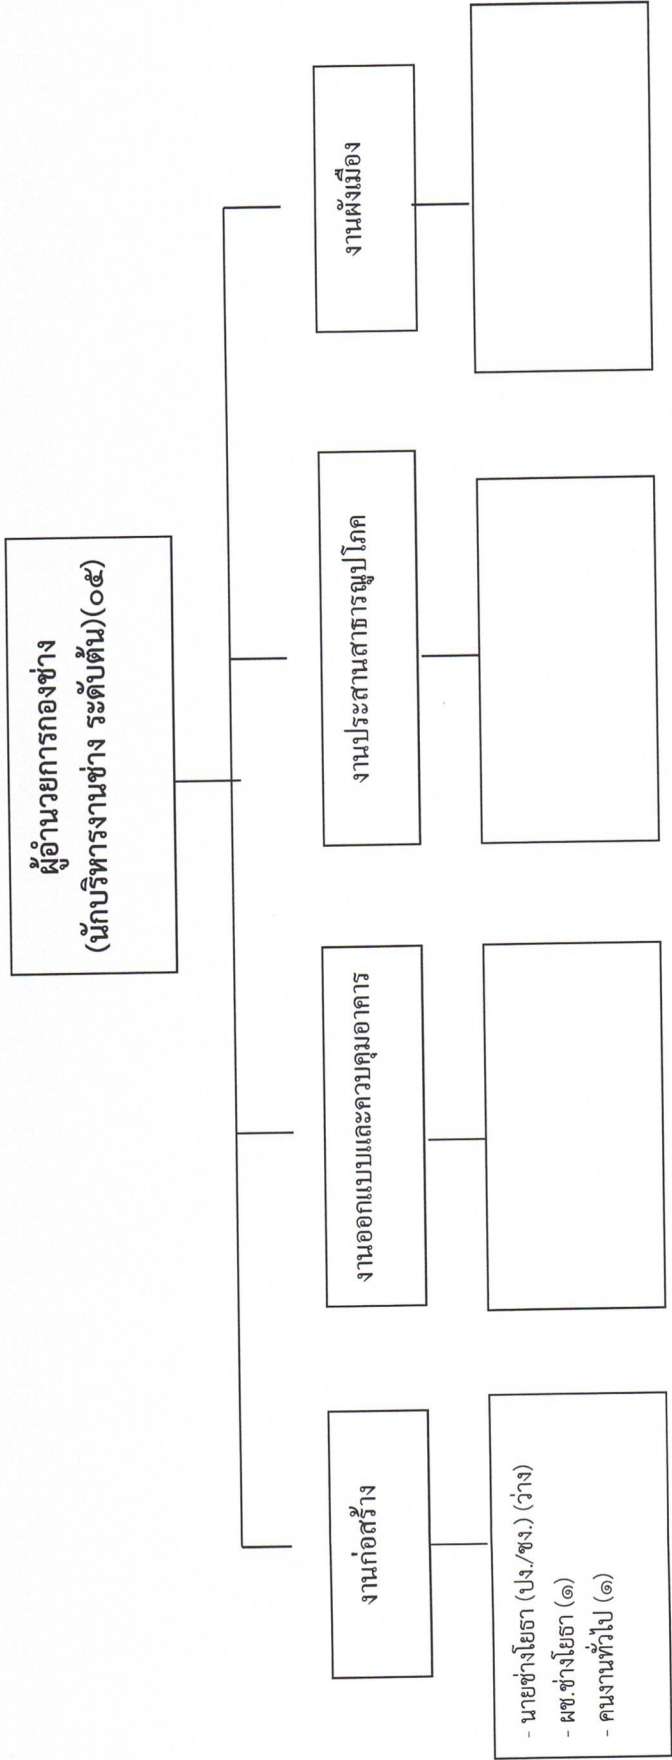 ผู้อำนวยการกองช่าง
(นักบริหารงานช่าง ระดับต้น)(๐๕)
งานก่อสร้าง
งานออกแบบและควบคุมอาคาร
งานประสานสาธารณูปโภค
งานผังเมือง
- นายช่างโยธา (ปง./ชง.) (ว่าง)
- ผช.ช่างโยธา (๑)
- คนงานทั่วไป (๑)